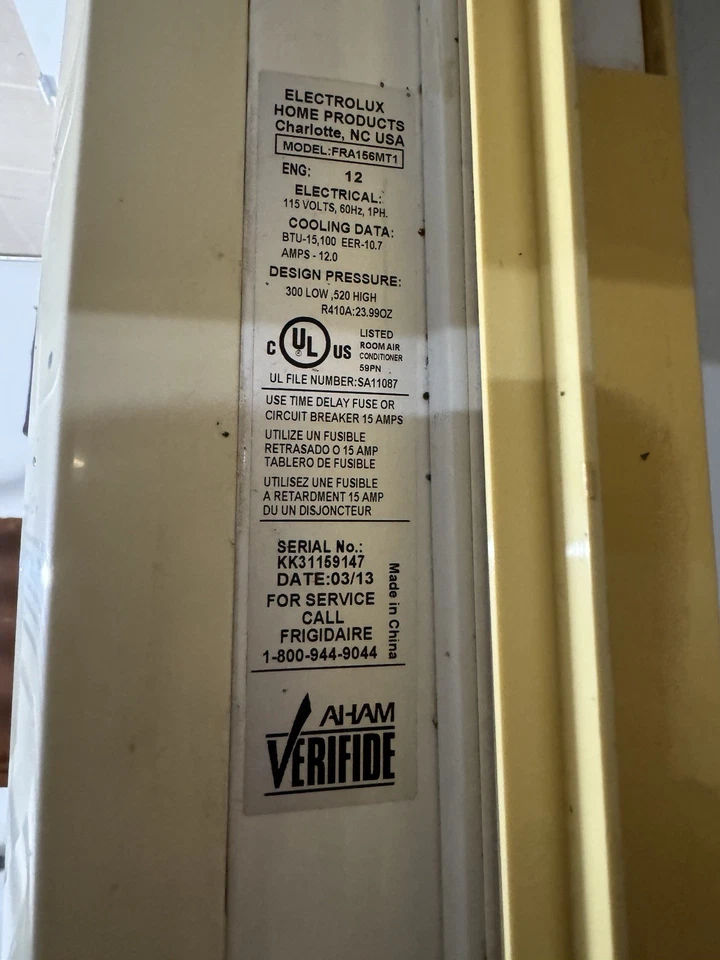 ELECTROLUX
HOME PRODUCTS
Charlotte, NC USA
MODEL:FRA156MT1
ENG: 12
ELECTRICAL:
115 VOLTS, 60Hz, 1PH.
COOLING DATA:
BTU-15,100 EER-10.7
AMPS - 12.0
DESIGN PRESSURE:
300 LOW ,520 HIGH
R410A:23.99OZ
C UL ® US
LISTED
ROOM AIR
CONDITIONER
59PN
UL FILE NUMBER:SA11087
USE TIME DELAY FUSE OR
CIRCUIT BREAKER 15 AMPS
UTILIZE UN FUSIBLE
RETRASADO O 15 AMP
TABLERO DE FUSIBLE
UTILISEZ UNE FUSIBLE
A RETARDMENT 15 AMP
DU UN DISJONCTEUR
SERIAL No.:
KK31159147
DATE:03/13
FOR SERVICE
CALL
FRIGIDAIRE
1-800-944-9044
Made in China
AHAM
VERIFIDE